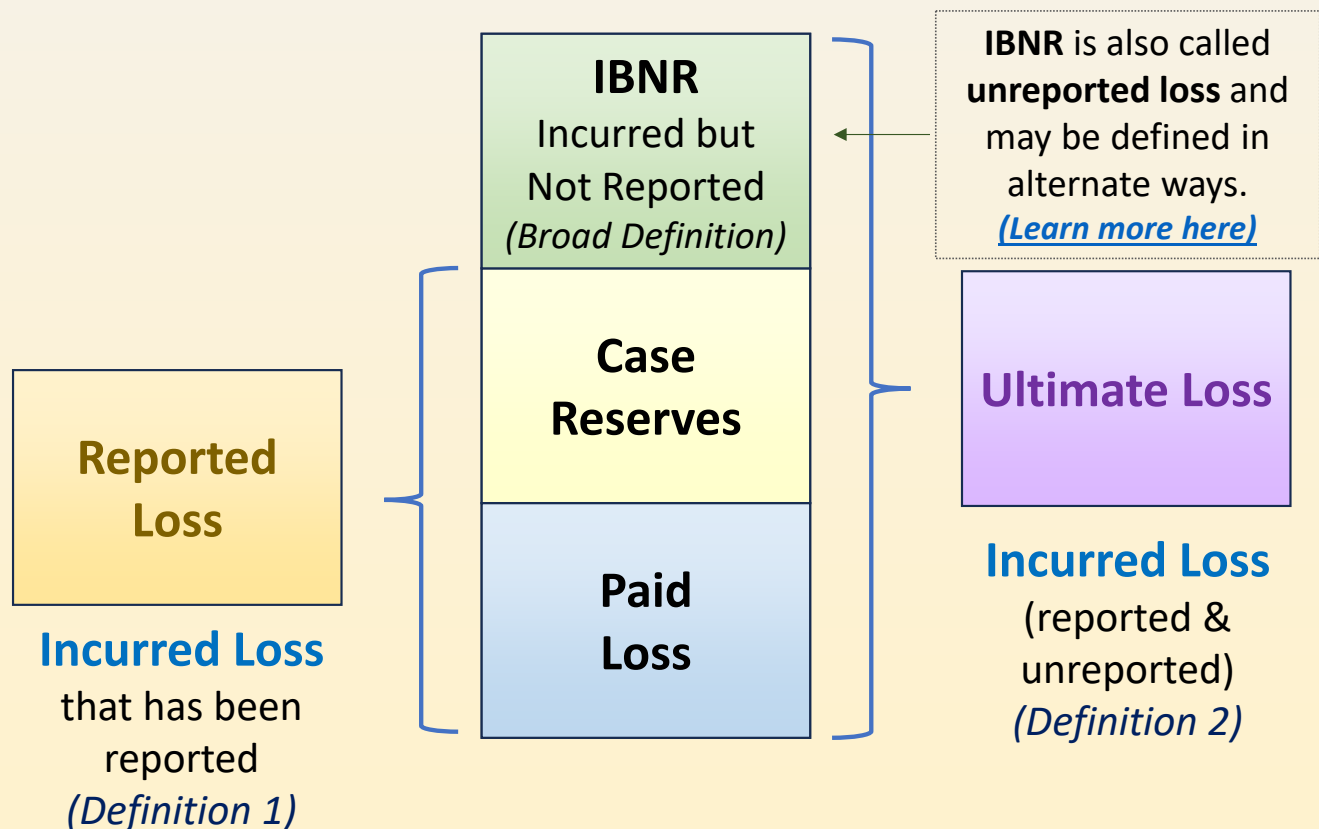 IBNR
Incurred but
Not Reported
(Broad Definition)
IBNR is also called
unreported loss and
may be defined in
alternate ways.
(Learn more here)
Case
Reserves
Paid
Loss
Reported
Loss
Incurred Loss
that has been
reported
(Definition 1)
Ultimate Loss
Incurred Loss
(reported &
unreported)
(Definition 2)